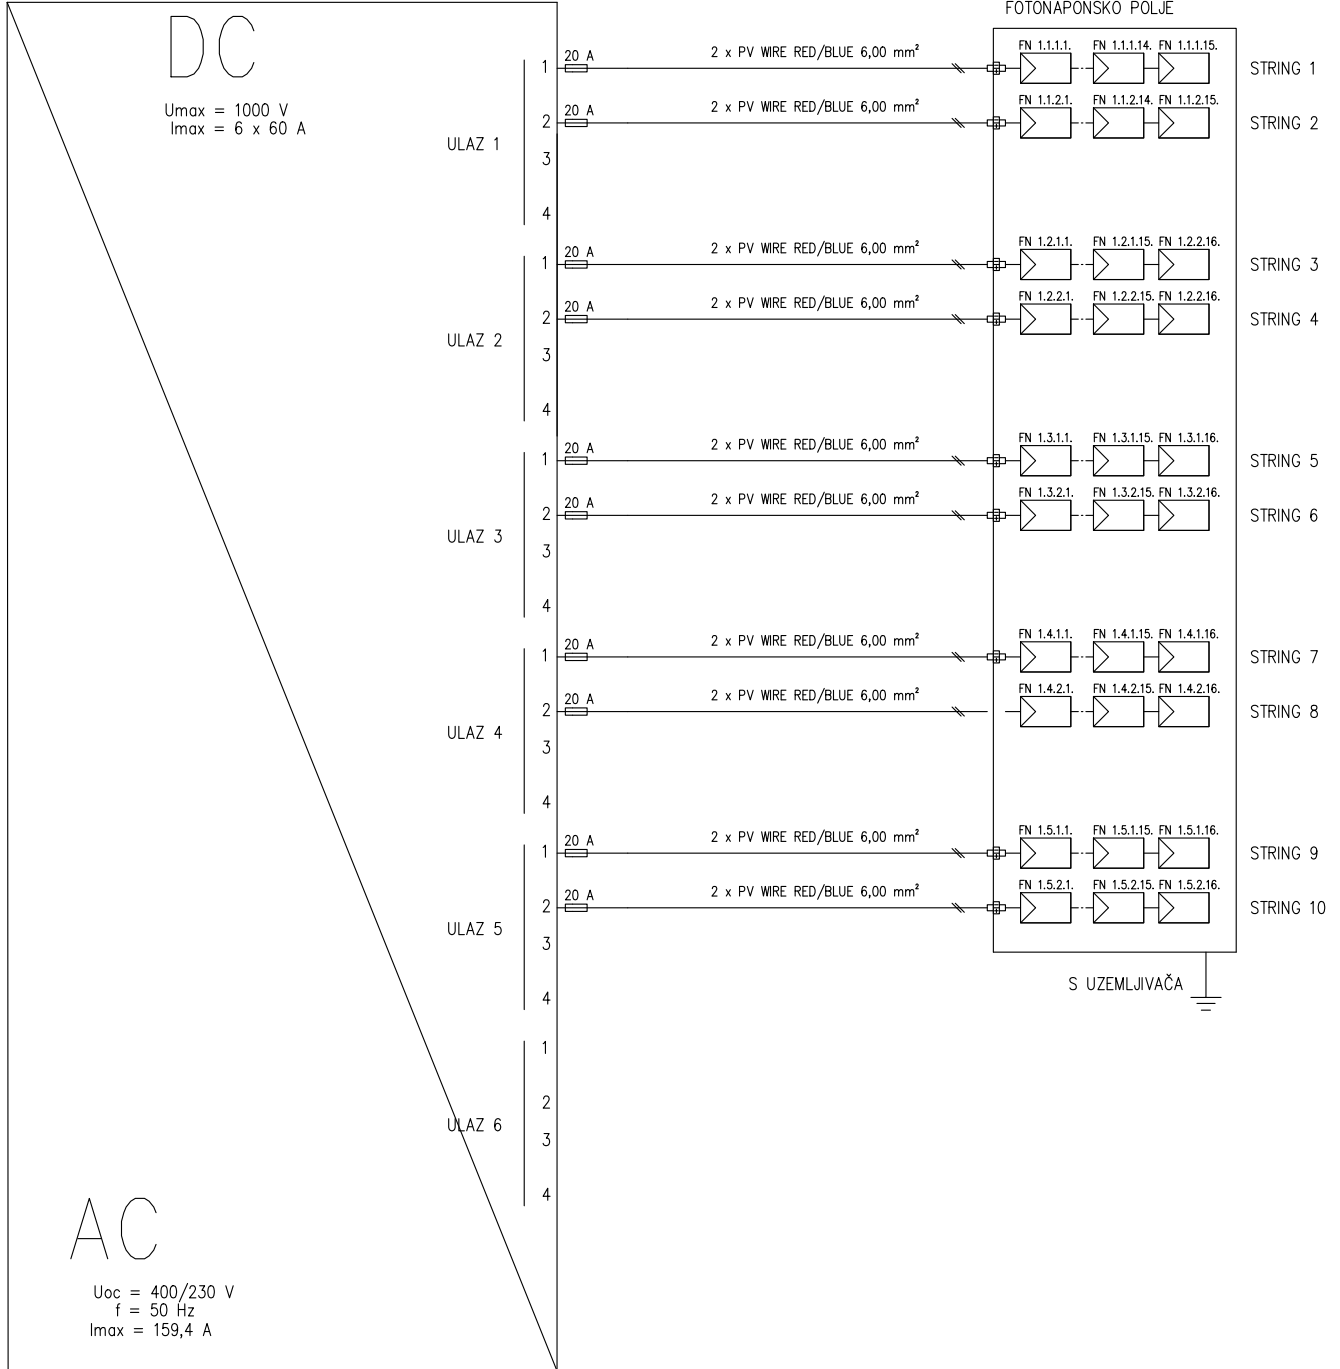 FOTONAPONSKO POLJE
DC
Umax = 1000 V
Imax = 6 x 60 A
ULAZ 1
1
20 A
2 x PV WIRE RED/BLUE 6,00 mm²
FN 1.1.1.1. FN 1.1.1.14. FN 1.1.1.15.
STRING 1
2
20 A
2 x PV WIRE RED/BLUE 6,00 mm²
FN 1.1.2.1. FN 1.1.2.14. FN 1.1.2.15.
STRING 2
3
4
ULAZ 2
1
20 A
2 x PV WIRE RED/BLUE 6,00 mm²
FN 1.2.1.1. FN 1.2.1.15. FN 1.2.2.16.
STRING 3
2
20 A
2 x PV WIRE RED/BLUE 6,00 mm²
FN 1.2.2.1. FN 1.2.2.15. FN 1.2.2.16.
STRING 4
3
4
ULAZ 3
1
20 A
2 x PV WIRE RED/BLUE 6,00 mm²
FN 1.3.1.1. FN 1.3.1.15. FN 1.3.1.16.
STRING 5
2
20 A
2 x PV WIRE RED/BLUE 6,00 mm²
FN 1.3.2.1. FN 1.3.2.15. FN 1.3.2.16.
STRING 6
3
4
ULAZ 4
1
20 A
2 x PV WIRE RED/BLUE 6,00 mm²
FN 1.4.1.1. FN 1.4.1.15. FN 1.4.1.16.
STRING 7
2
20 A
2 x PV WIRE RED/BLUE 6,00 mm²
FN 1.4.2.1. FN 1.4.2.15. FN 1.4.2.16.
STRING 8
3
4
ULAZ 5
1
20 A
2 x PV WIRE RED/BLUE 6,00 mm²
FN 1.5.1.1. FN 1.5.1.15. FN 1.5.1.16.
STRING 9
2
20 A
2 x PV WIRE RED/BLUE 6,00 mm²
FN 1.5.2.1. FN 1.5.2.15. FN 1.5.2.16.
STRING 10
3
4
S UZEMLJIVAČA
ULAZ 6
1
2
3
4
AC
Uoc = 400/230 V
f = 50 Hz
Imax = 159,4 A